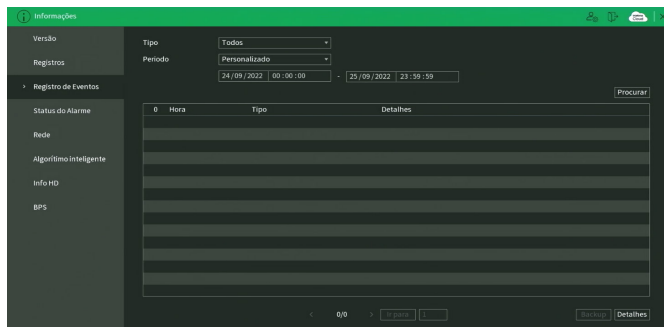 Informações
Versão
Registros
Registro de Eventos
Status do Alarme
Rede
Algorítimo inteligente
Info HD
BPS
Tipo Todos
Período Personalizado
24/09/2022 00:00:00 - 25/09/2022 23:59:59
Procurar
0 Hora Tipo Detalhes
0/0 Ir para 1
Backup Detalhes